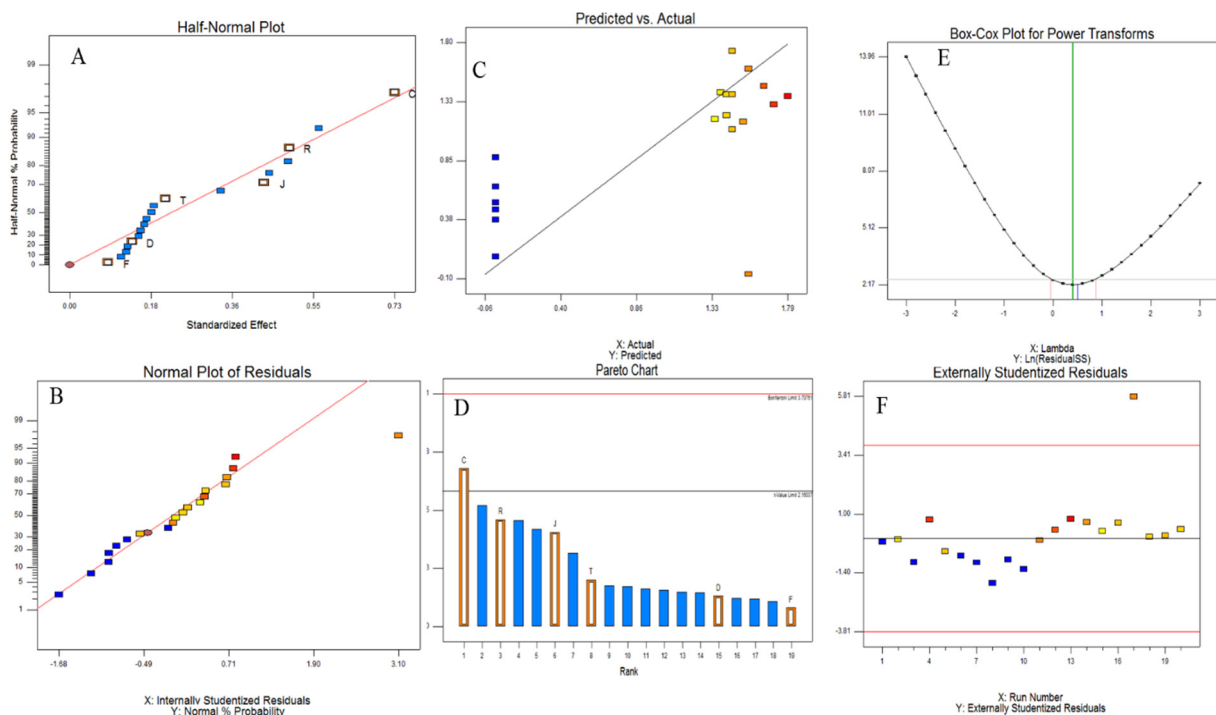 Half-Normal Plot
A
Half-Normal % Probability
99
95
90
80
70
50
30
20
10
0
C
R
J
T
D
F
0.00 0.18 0.36 0.55 0.73
Standardized Effect
Predicted vs. Actual
C
1.80
1.33
0.85
0.38
-0.10
-0.06 0.40 0.86 1.33 1.79
X: Actual
Y: Predicted
Box-Cox Plot for Power Transforms
E
13.96
11.01
8.07
5.12
2.17
-3 -2 -1 0 1 2 3
X: Lambda
Y: Ln(ResidualSS)
Normal Plot of Residuals
B
99
95
90
80
70
50
30
20
10
5
1
-1.68 -0.49 0.71 1.90 3.10
X: Internally Studentized Residuals
Y: Normal % Probability
Pareto Chart
D
C
R
J
T
D
F
1 2 3 4 5 6 7 8 9 10 11 12 13 14 15 16 17 18 19
Rank
Externally Studentized Residuals
F
5.81
3.41
1.00
-1.40
-3.81
1 4 7 10 13 16 19
X: Run Number
Y: Externally Studentized Residuals